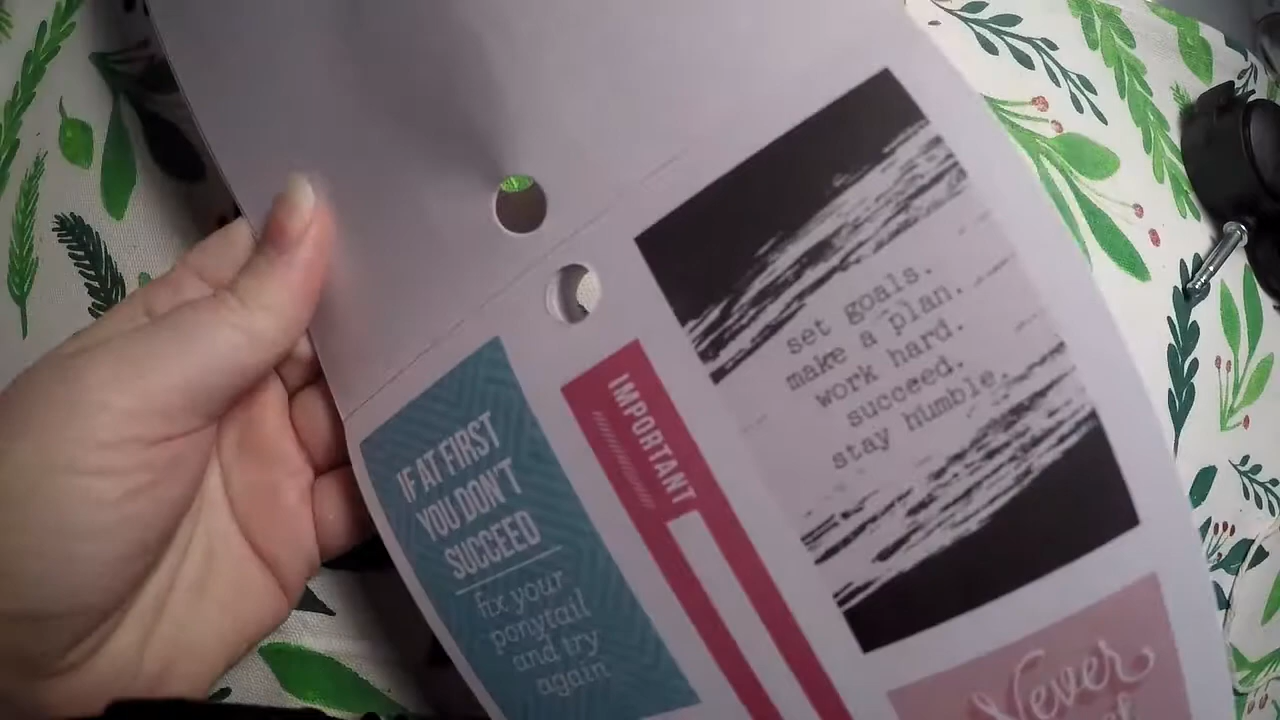 IF AT FIRST
YOU DON'T
SUCCEED
fix your
ponytail
and try
again
IMPORTANT
set goals.
make a plan.
work hard.
succeed.
stay humble.
Never